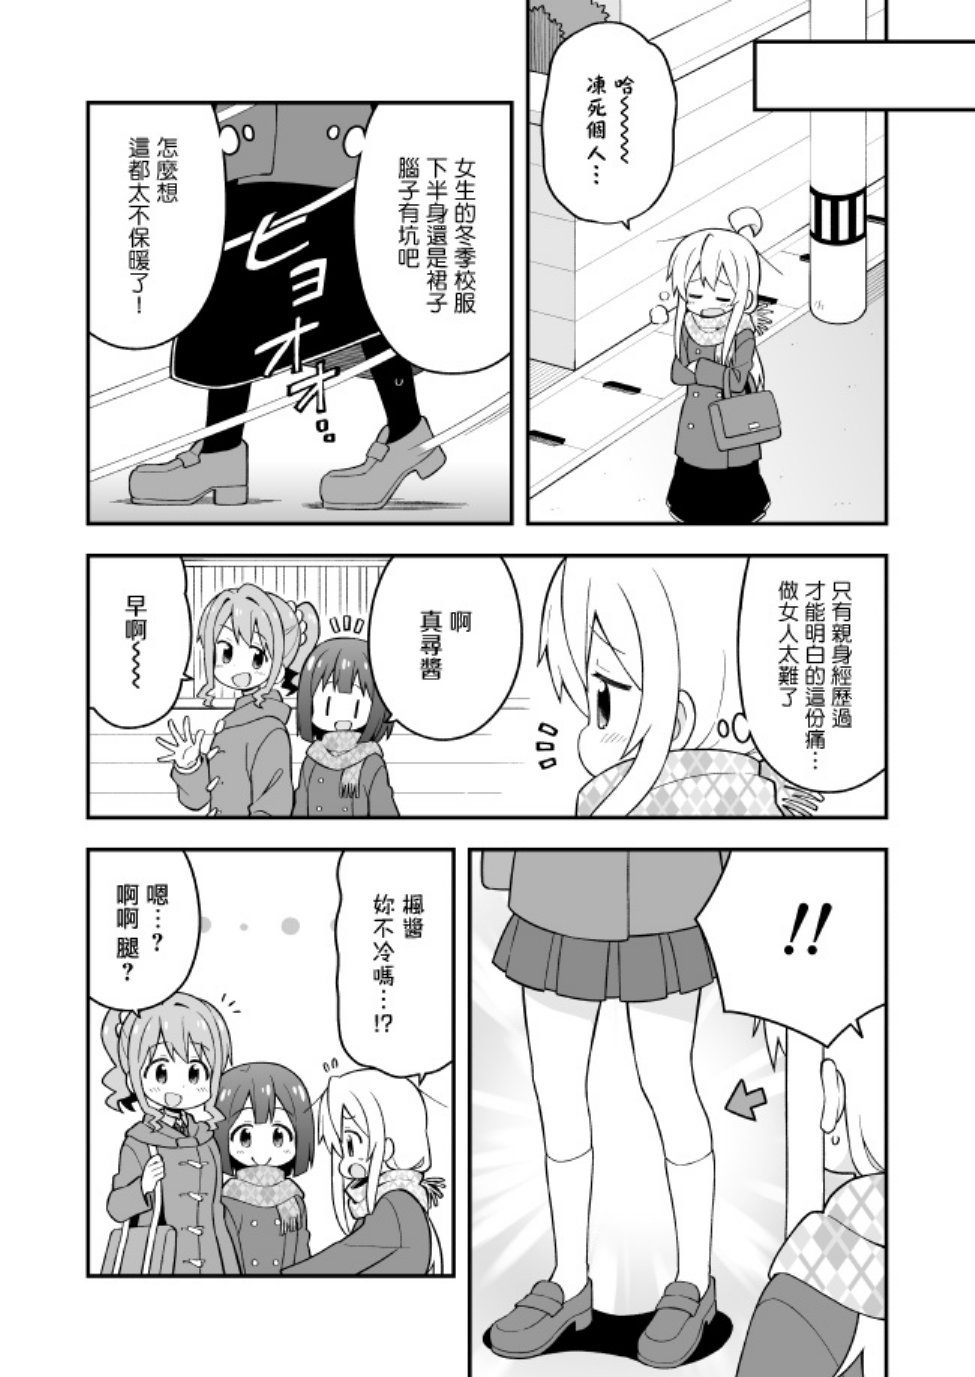 哈~~~~
凍死個人…
女生的冬季校服
下半身還是裙子
腦子有坑吧
怎麼想
這都太不保暖了！
ビョオオ…
只有親身經歷過
才能明白的這份痛…
做女人太難了
啊
真尋醬
早啊~~~~
!!
楓醬
妳不冷嗎…!?
嗯…?
啊啊 腿?